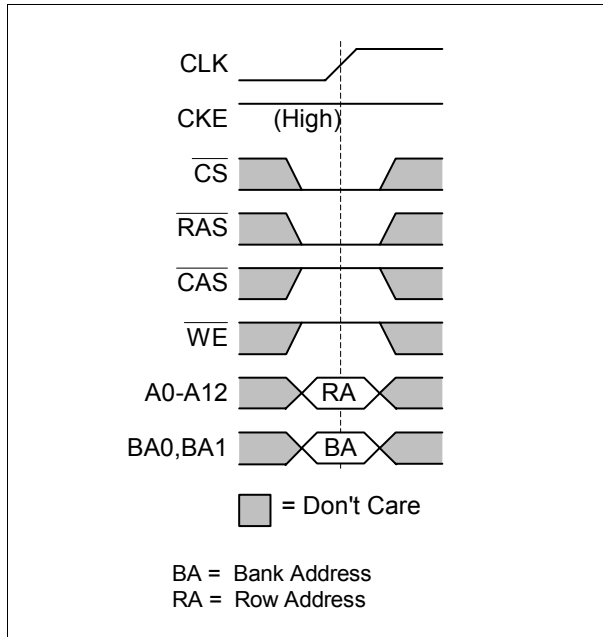 CLK
CKE (High)
CS
RAS
CAS
WE
A0-A12 RA
BA0,BA1 BA
= Don't Care
BA = Bank Address
RA = Row Address